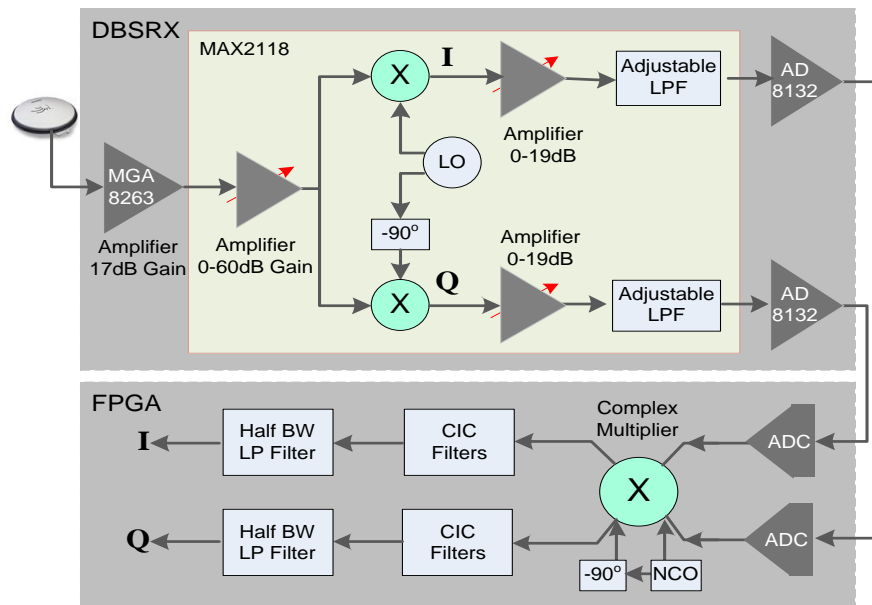 DBSRX
MAX2118
X
I
Amplifier
0-19dB
Adjustable
LPF
AD
8132
LO
MGA
8263
Amplifier
17dB Gain
Amplifier
0-60dB Gain
-90o
X
Q
Amplifier
0-19dB
Adjustable
LPF
AD
8132
FPGA
I
Half BW
LP Filter
CIC
Filters
Complex
Multiplier
X
ADC
Q
Half BW
LP Filter
CIC
Filters
-90o
NCO
ADC